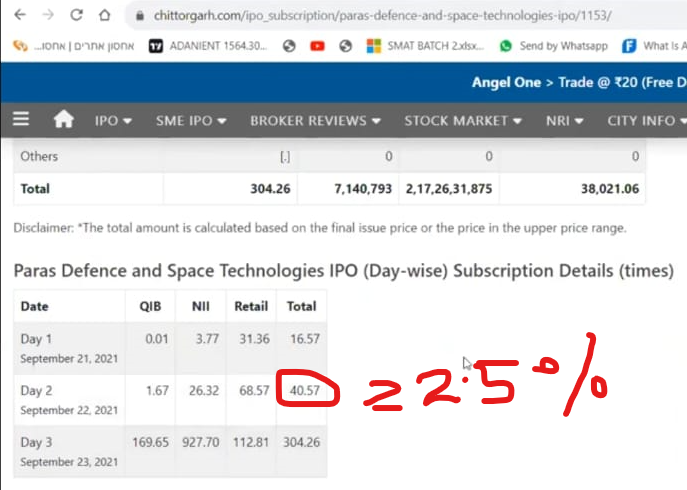 chittorgarh.com/ipo_subscription/paras-defence-and-space-technologies-ipo/1153/
אחסון אתרים | אחסון... ADANIENT 1564.30... SMAT BATCH 2.xlsx... Send by Whatsapp What Is A
Angel One > Trade @ ₹20 (Free D
IPO SME IPO BROKER REVIEWS STOCK MARKET NRI CITY INFO
Others [.] 0 0 0
Total 304.26 7,140,793 2,17,26,31,875 38,021.06
Disclaimer: *The total amount is calculated based on the final issue price or the price in the upper price range.
Paras Defence and Space Technologies IPO (Day-wise) Subscription Details (times)
Date QIB NII Retail Total
Day 1 0.01 3.77 31.36 16.57
September 21, 2021
Day 2 1.67 26.32 68.57 40.57 = 2.5%
September 22, 2021
Day 3 169.65 927.70 112.81 304.26
September 23, 2021